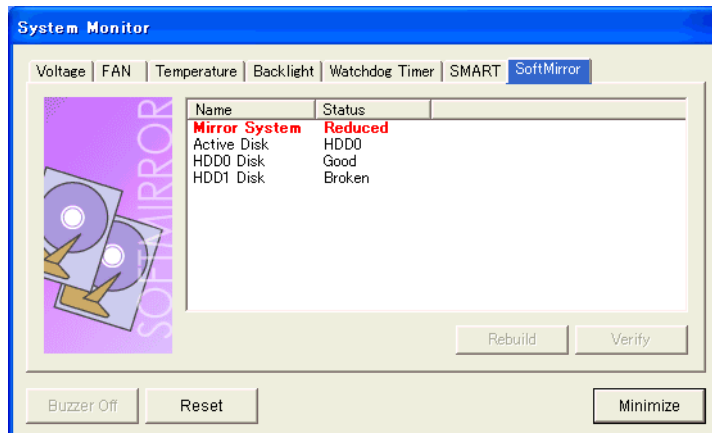 System Monitor
Voltage FAN Temperature Backlight Watchdog Timer SMART SoftMirror
Name Status
Mirror System Reduced
Active Disk HDD0
HDD0 Disk Good
HDD1 Disk Broken
SOFTMIRROR
Rebuild Verify
Buzzer Off Reset Minimize